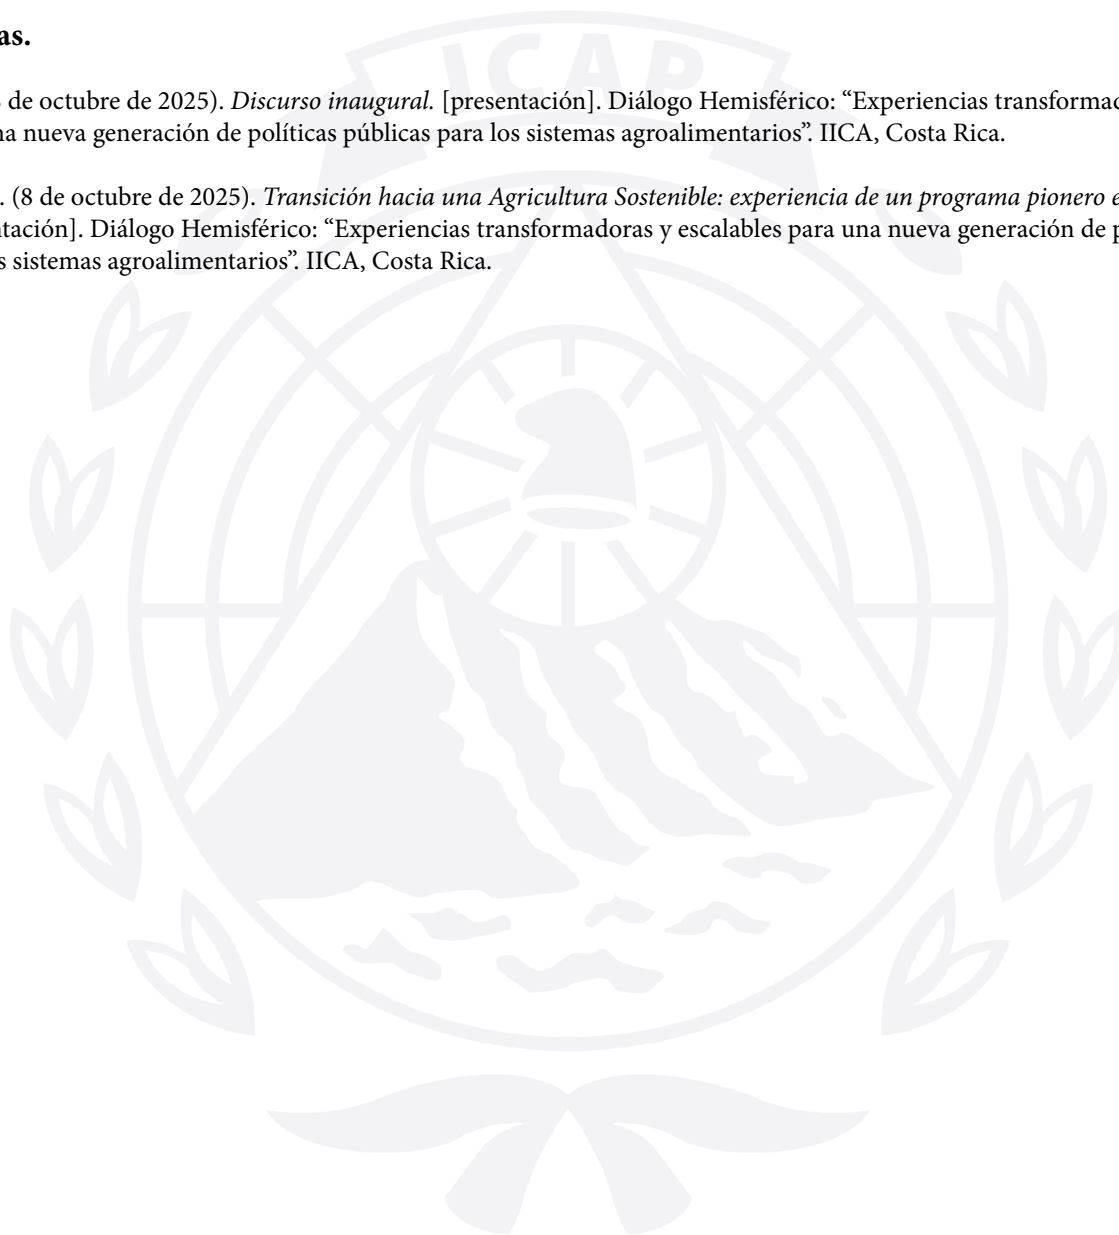 ICAP
as.
de octubre de 2025). Discurso inaugural. [presentación]. Diálogo Hemisférico: “Experiencias transformad
na nueva generación de políticas públicas para los sistemas agroalimentarios”. IICA, Costa Rica.
. (8 de octubre de 2025). Transición hacia una Agricultura Sostenible: experiencia de un programa pionero e
ntación]. Diálogo Hemisférico: “Experiencias transformadoras y escalables para una nueva generación de p
s sistemas agroalimentarios”. IICA, Costa Rica.